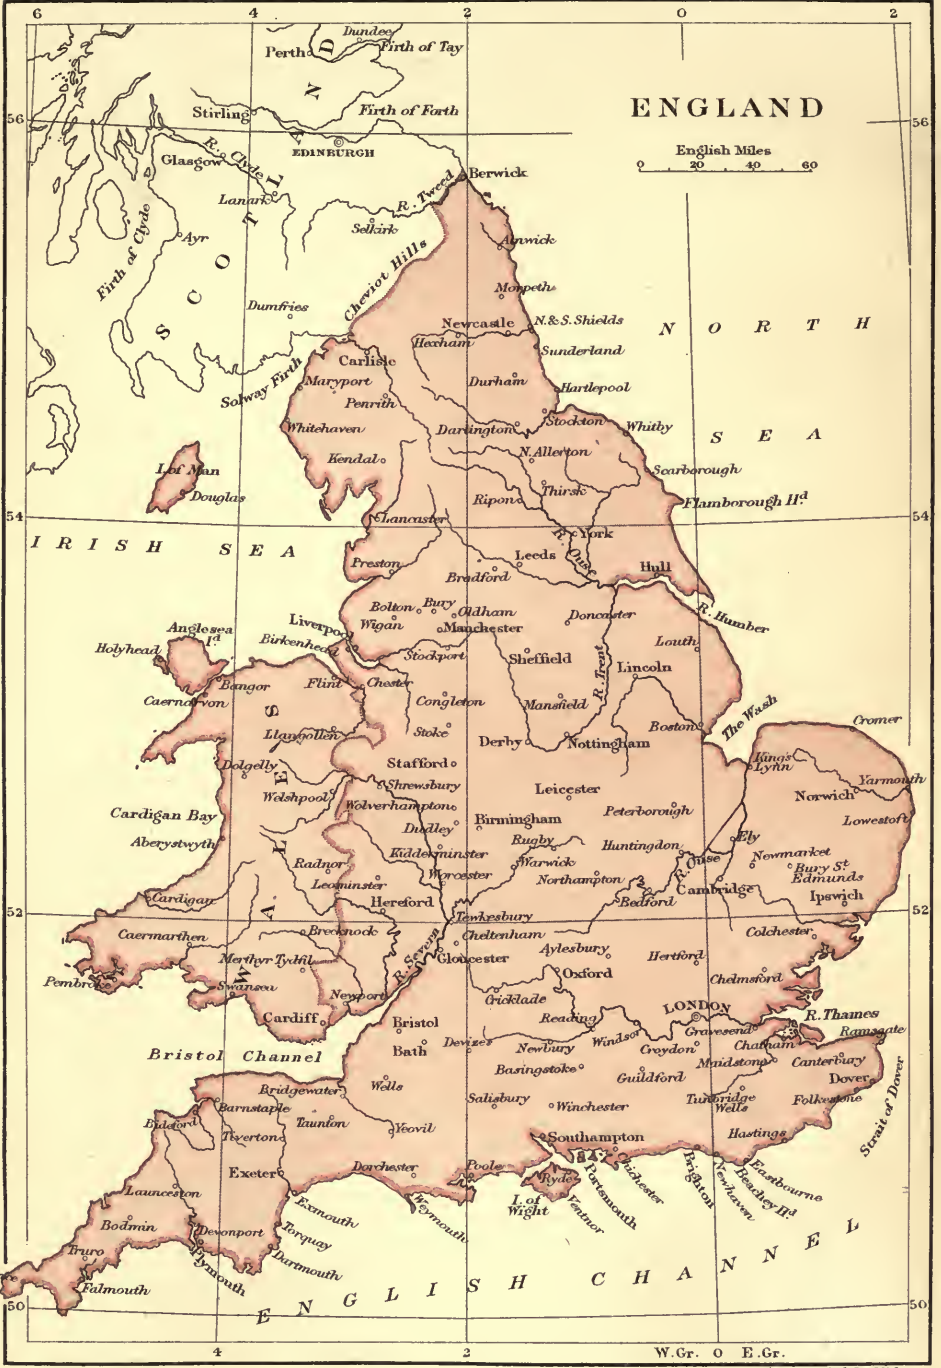 6 4 2 0 2
Dundee
Perth
Firth of Tay
Stirling
Firth of Forth
ENGLAND
56
56
EDINBURGH
Glasgow
R. Clyde
English Miles
0 20 40 60
Lanark
R. Tweed
Berwick
Selkirk
Ayr
Firth of Clyde
SCOTLAND
Alnwick
Cheviot Hills
Morpeth
Dumfries
Newcastle
N.& S. Shields
NORTH
Hexham
Sunderland
Carlisle
Solway Firth
Maryport
Durham
Hartlepool
Penrith
Whitehaven
Darlington
Stockton
Whitby
SEA
Kendal
N. Allerton
I. of Man
Scarborough
Douglas
Ripon
Thirsk
Flamborough Hd.
54
54
Lancaster
York
IRISH SEA
R. Ouse
Leeds
Preston
Bradford
Hull
Bolton
Bury
Oldham
Doncaster
R. Humber
Wigan
Manchester
Liverpool
Anglesea
Id.
Birkenhead
Louth
Holyhead
Stockport
Sheffield
R. Trent
Lincoln
Bangor
Flint
Chester
Caernarvon
Congleton
Mansfield
Llangollen
Stoke
Boston
The Wash
Cromer
Derby
Nottingham
Dolgelly
Stafford
King's
Lynn
Yarmouth
Shrewsbury
Welshpool
Leicester
Norwich
Wolverhampton
Cardigan Bay
Peterborough
Lowestoft
Dudley
Birmingham
Aberystwyth
Rugby
Huntingdon
Ely
Kidderminster
Newmarket
Radnor
Warwick
R. Ouse
Bury St.
Edmunds
Worcester
Northampton
Leominster
Cambridge
WALES
Cardigan
Hereford
Bedford
Ipswich
52
52
Tewkesbury
Caermarthen
Brecknock
Cheltenham
Colchester
R. Severn
Gloucester
Aylesbury
Hertford
Merthyr Tydfil
Oxford
Chelmsford
Pembroke
Swansea
Newport
Cricklade
LONDON
R. Thames
Cardiff
Bristol
Reading
Windsor
Gravesend
Ramsgate
Bristol Channel
Bath
Devizes
Newbury
Croydon
Chatham
Basingstoke
Maidstone
Canterbury
Guildford
Bridgewater
Wells
Dover
Salisbury
Winchester
Tunbridge
Wells
Folkestone
Barnstaple
Strait of Dover
Bideford
Taunton
Tiverton
Yeovil
Southampton
Hastings
Exeter
Dorchester
Poole
Ryde
Portsmouth
Chichester
Brighton
Newhaven
Beachey Hd.
Eastbourne
Launceston
Exmouth
Weymouth
I. of
Wight
Ventnor
Bodmin
Devonport
Torquay
Truro
Plymouth
Dartmouth
Falmouth
ENGLISH CHANNEL
50
50
4 2 W.Gr. 0 E.Gr.